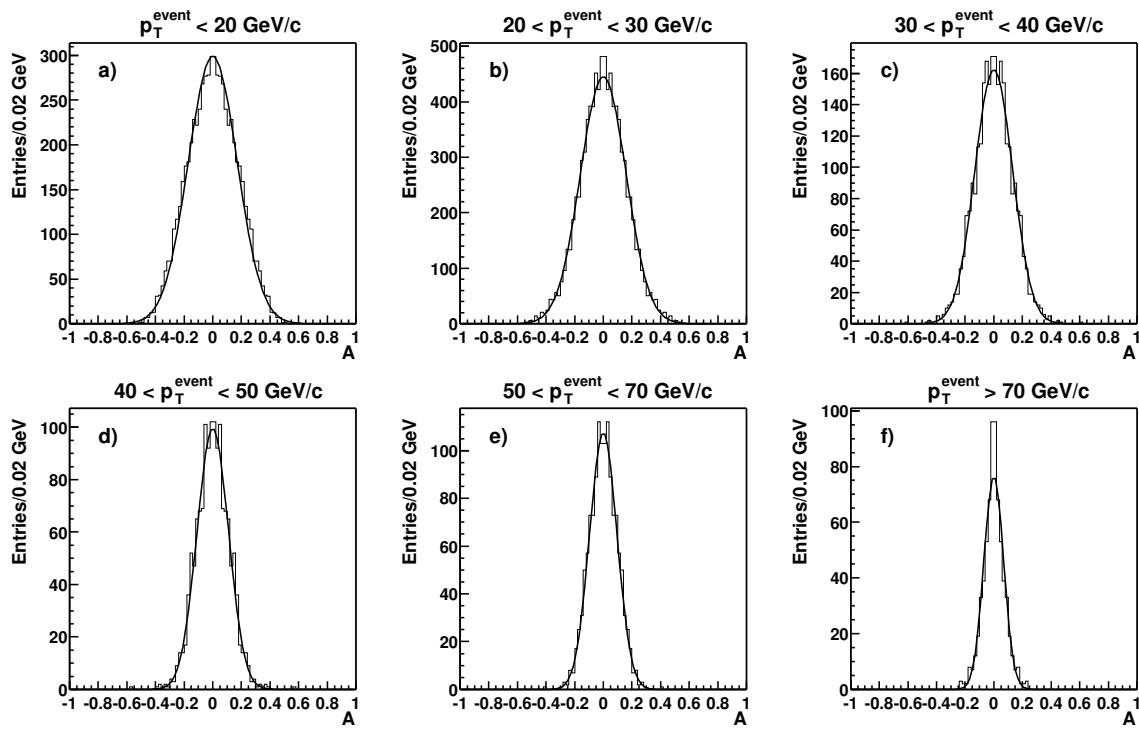 p_T^event < 20 GeV/c
a)
Entries/0.02 GeV
300
250
200
150
100
50
0
-1 -0.8 -0.6 -0.4 -0.2 0 0.2 0.4 0.6 0.8 1
A
20 < p_T^event < 30 GeV/c
b)
Entries/0.02 GeV
500
400
300
200
100
0
-1 -0.8 -0.6 -0.4 -0.2 0 0.2 0.4 0.6 0.8 1
A
30 < p_T^event < 40 GeV/c
c)
Entries/0.02 GeV
160
140
120
100
80
60
40
20
0
-1 -0.8 -0.6 -0.4 -0.2 0 0.2 0.4 0.6 0.8 1
A
40 < p_T^event < 50 GeV/c
d)
Entries/0.02 GeV
100
80
60
40
20
0
-1 -0.8 -0.6 -0.4 -0.2 0 0.2 0.4 0.6 0.8 1
A
50 < p_T^event < 70 GeV/c
e)
Entries/0.02 GeV
100
80
60
40
20
0
-1 -0.8 -0.6 -0.4 -0.2 0 0.2 0.4 0.6 0.8 1
A
p_T^event > 70 GeV/c
f)
Entries/0.02 GeV
100
80
60
40
20
0
-1 -0.8 -0.6 -0.4 -0.2 0 0.2 0.4 0.6 0.8 1
A